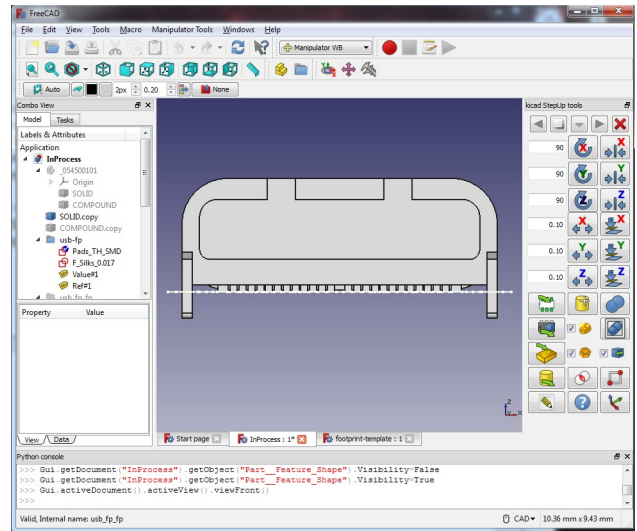 FreeCAD
File Edit View Tools Macro Manipulator Tools Windows Help
Manipulator WB
Auto 2px 0.20 None
Combo View
kicad StepUp tools
Model Tasks
Labels & Attributes
Application
InProcess
_054500101
Origin
SOLID
COMPOUND
SOLID.copy
COMPOUND.copy
usb-fp
Pads_TH_SMD
F_Silks_0.017
Value#1
Ref#1
usb_fp_fp
Property Value
View Data
90 X X
90 Y Y
90 Z Z
0.10 X X
0.10 Y Y
0.10 Z Z
Z
X
Start page InProcess : 1* footprint-template : 1
Python console
>>> Gui.getDocument("InProcess").getObject("Part__Feature_Shape").Visibility=False
>>> Gui.getDocument("InProcess").getObject("Part__Feature_Shape").Visibility=True
>>> Gui.activeDocument().activeView().viewFront()
>>>
Valid, Internal name: usb_fp_fp
CAD 10.36 mm x 9.43 mm